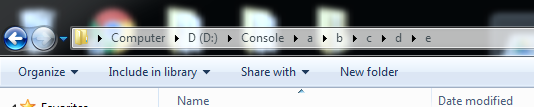 Computer D (D:) Console a b c d e
Organize Include in library Share with New folder
Favorites Name Date modified